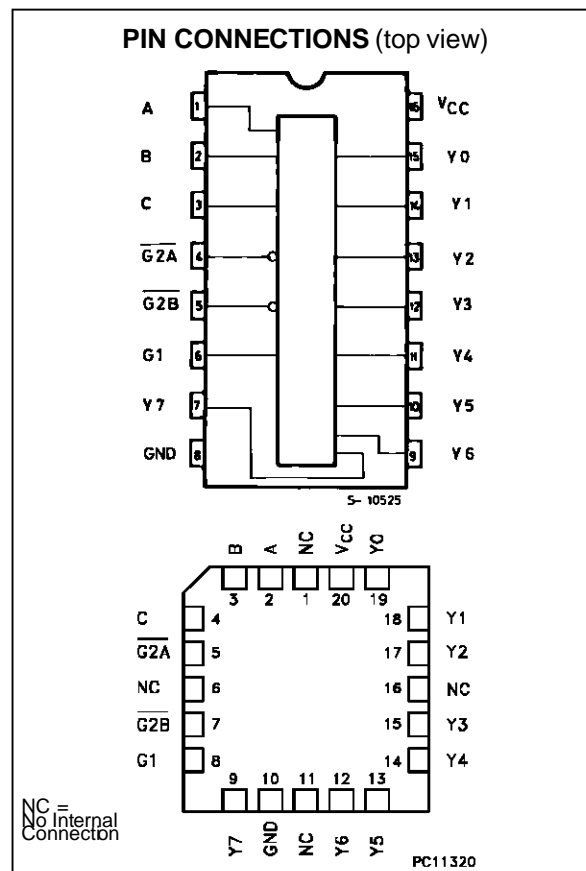 PIN CONNECTIONS (top view)
A 1 16 VCC
B 2 15 Y0
C 3 14 Y1
G2A 4 13 Y2
G2B 5 12 Y3
G1 6 11 Y4
Y7 7 10 Y5
GND 8 9 Y6
S-10525
B A NC VCC Y0
3 2 1 20 19
C 4 18 Y1
G2A 5 17 Y2
NC 6 16 NC
G2B 7 15 Y3
G1 8 14 Y4
9 10 11 12 13
Y7 GND NC Y6 Y5
NC =
No Internal
Connection
PC11320